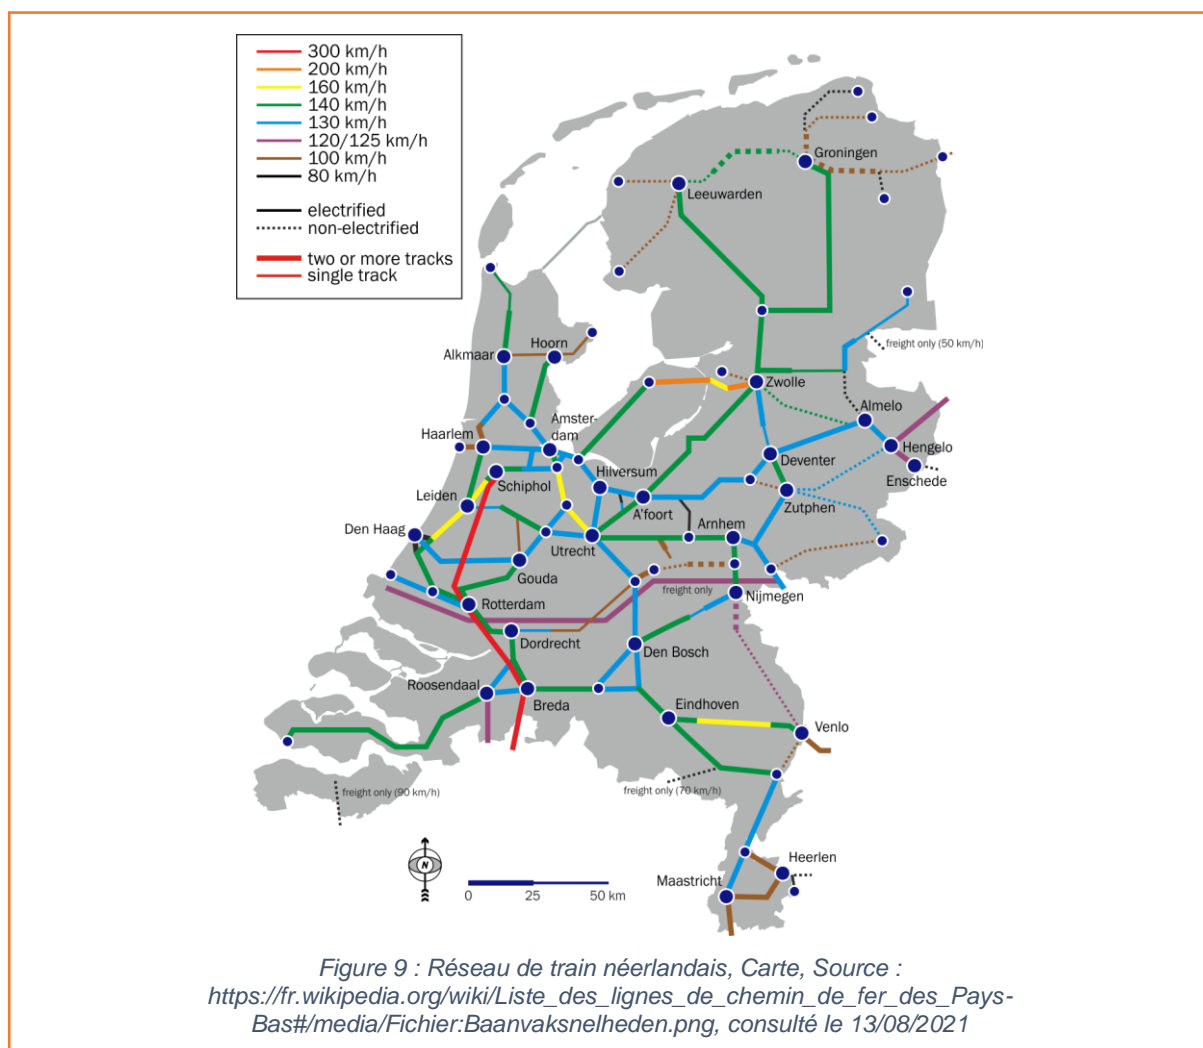 300 km/h
200 km/h
160 km/h
140 km/h
130 km/h
120/125 km/h
100 km/h
80 km/h
electrified
non-electrified
two or more tracks
single track
Groningen
Leeuwarden
freight only (50 km/h)
Hoorn
Alkmaar
Zwolle
Almelo
Amster-
dam
Haarlem
Hengelo
Deventer
Hilversum
Enschede
Schiphol
Leiden
Zutphen
A'foort
Arnhem
Den Haag
Utrecht
Gouda
freight only
Nijmegen
Rotterdam
Dordrecht
Den Bosch
Roosendaal
Breda
Eindhoven
Venlo
freight only (90 km/h)
freight only (70 km/h)
Heerlen
Maastricht
N
0 25 50 km
Figure 9 : Réseau de train néerlandais, Carte, Source :
https://fr.wikipedia.org/wiki/Liste_des_lignes_de_chemin_de_fer_des_Pays-
Bas#/media/Fichier:Baanvaksnelheden.png, consulté le 13/08/2021